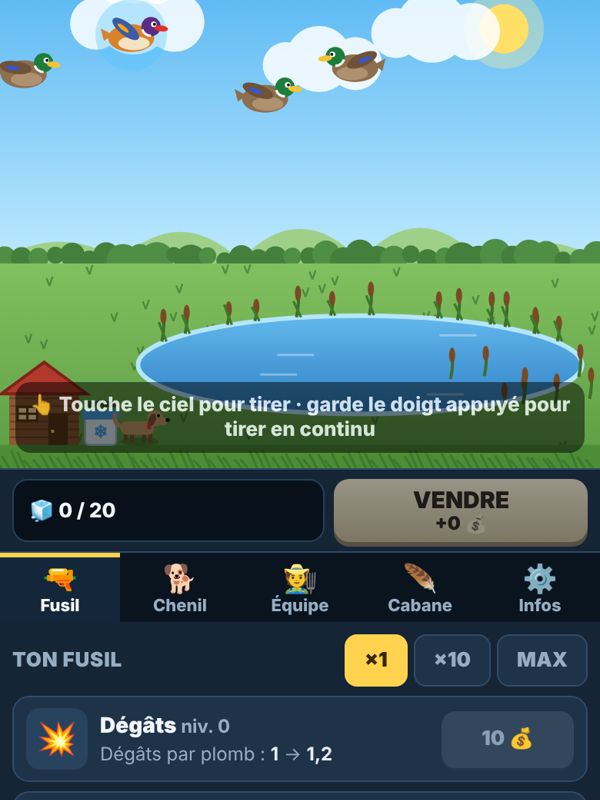 Touche le ciel pour tirer · garde le doigt appuyé pour
tirer en continu
0 / 20
VENDRE
+0
Fusil
Chenil
Équipe
Cabane
Infos
TON FUSIL
×1
×10
MAX
Dégâts niv. 0
Dégâts par plomb : 1 → 1,2
10